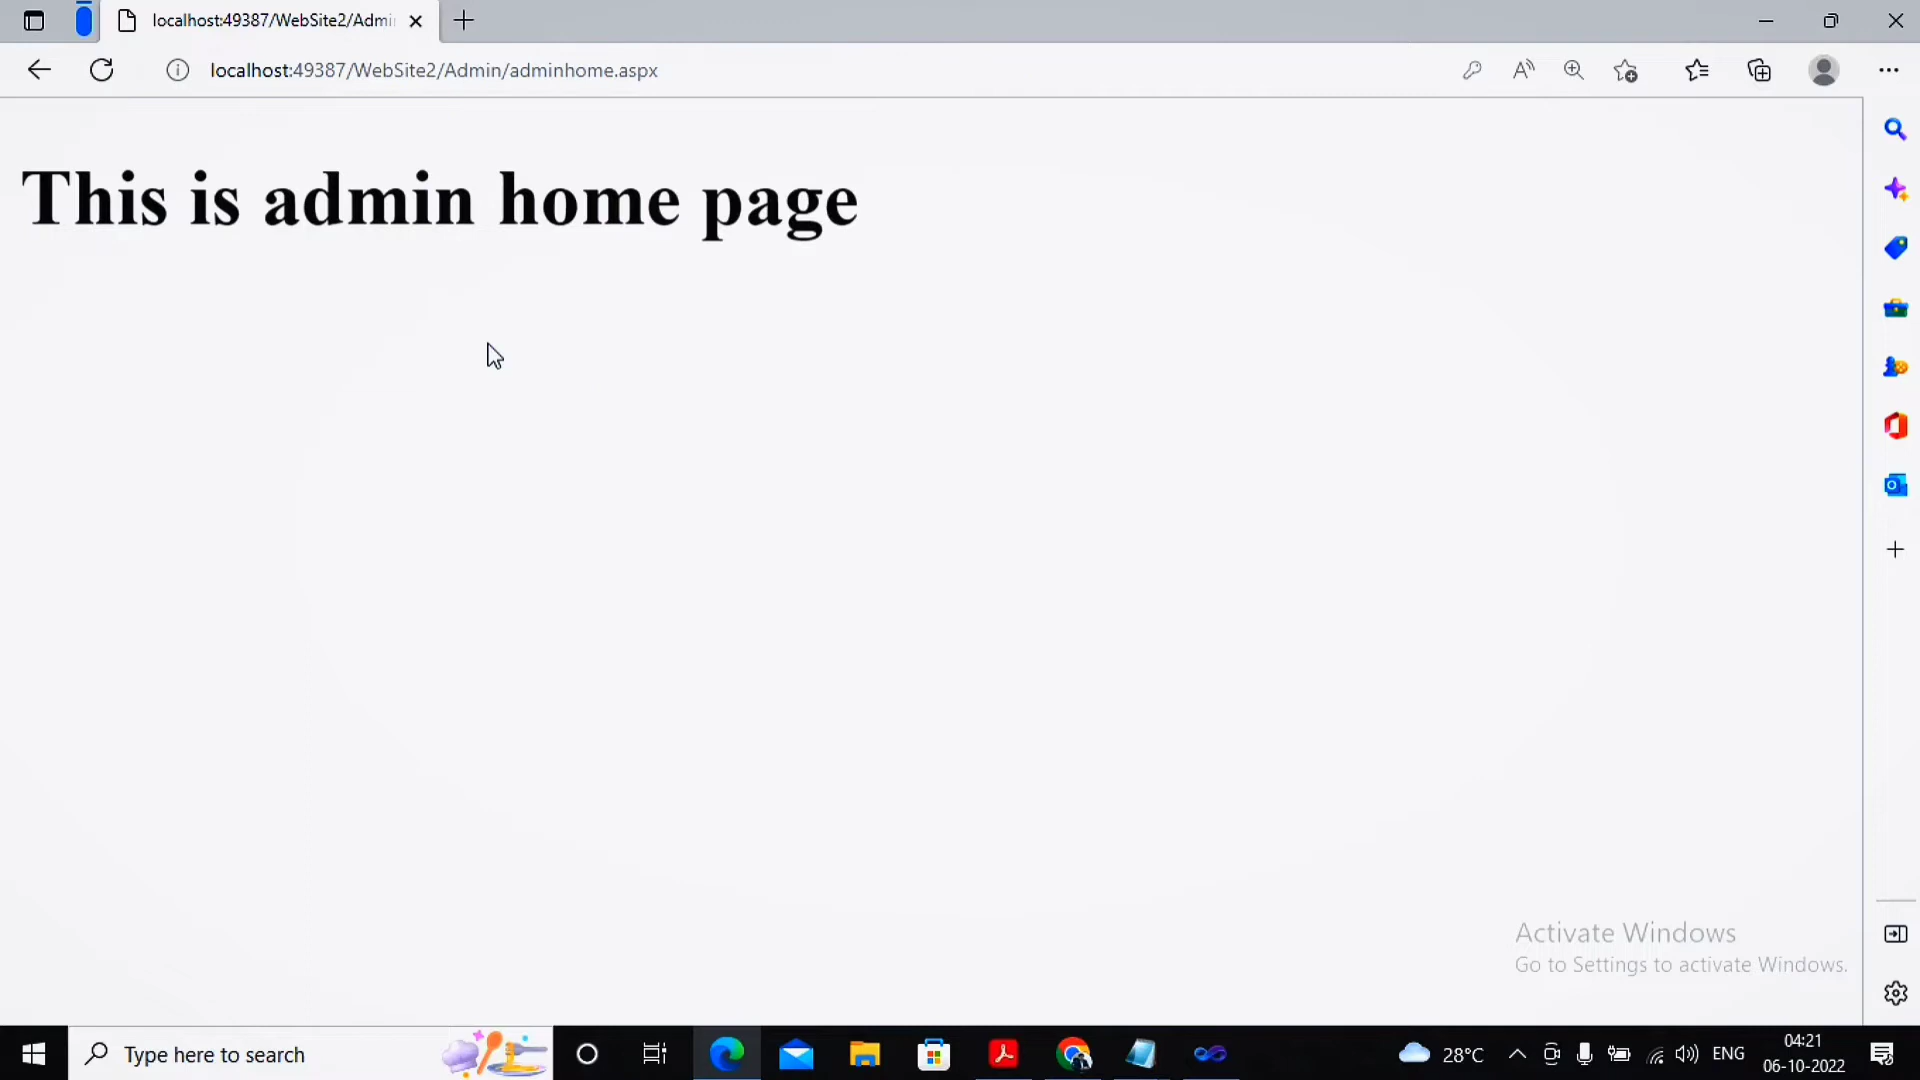 localhost:49387/WebSite2/Admi
localhost:49387/WebSite2/Admin/adminhome.aspx
This is admin home page
Activate Windows
Go to Settings to activate Windows.
Type here to search
28°C
ENG
04:21
06-10-2022